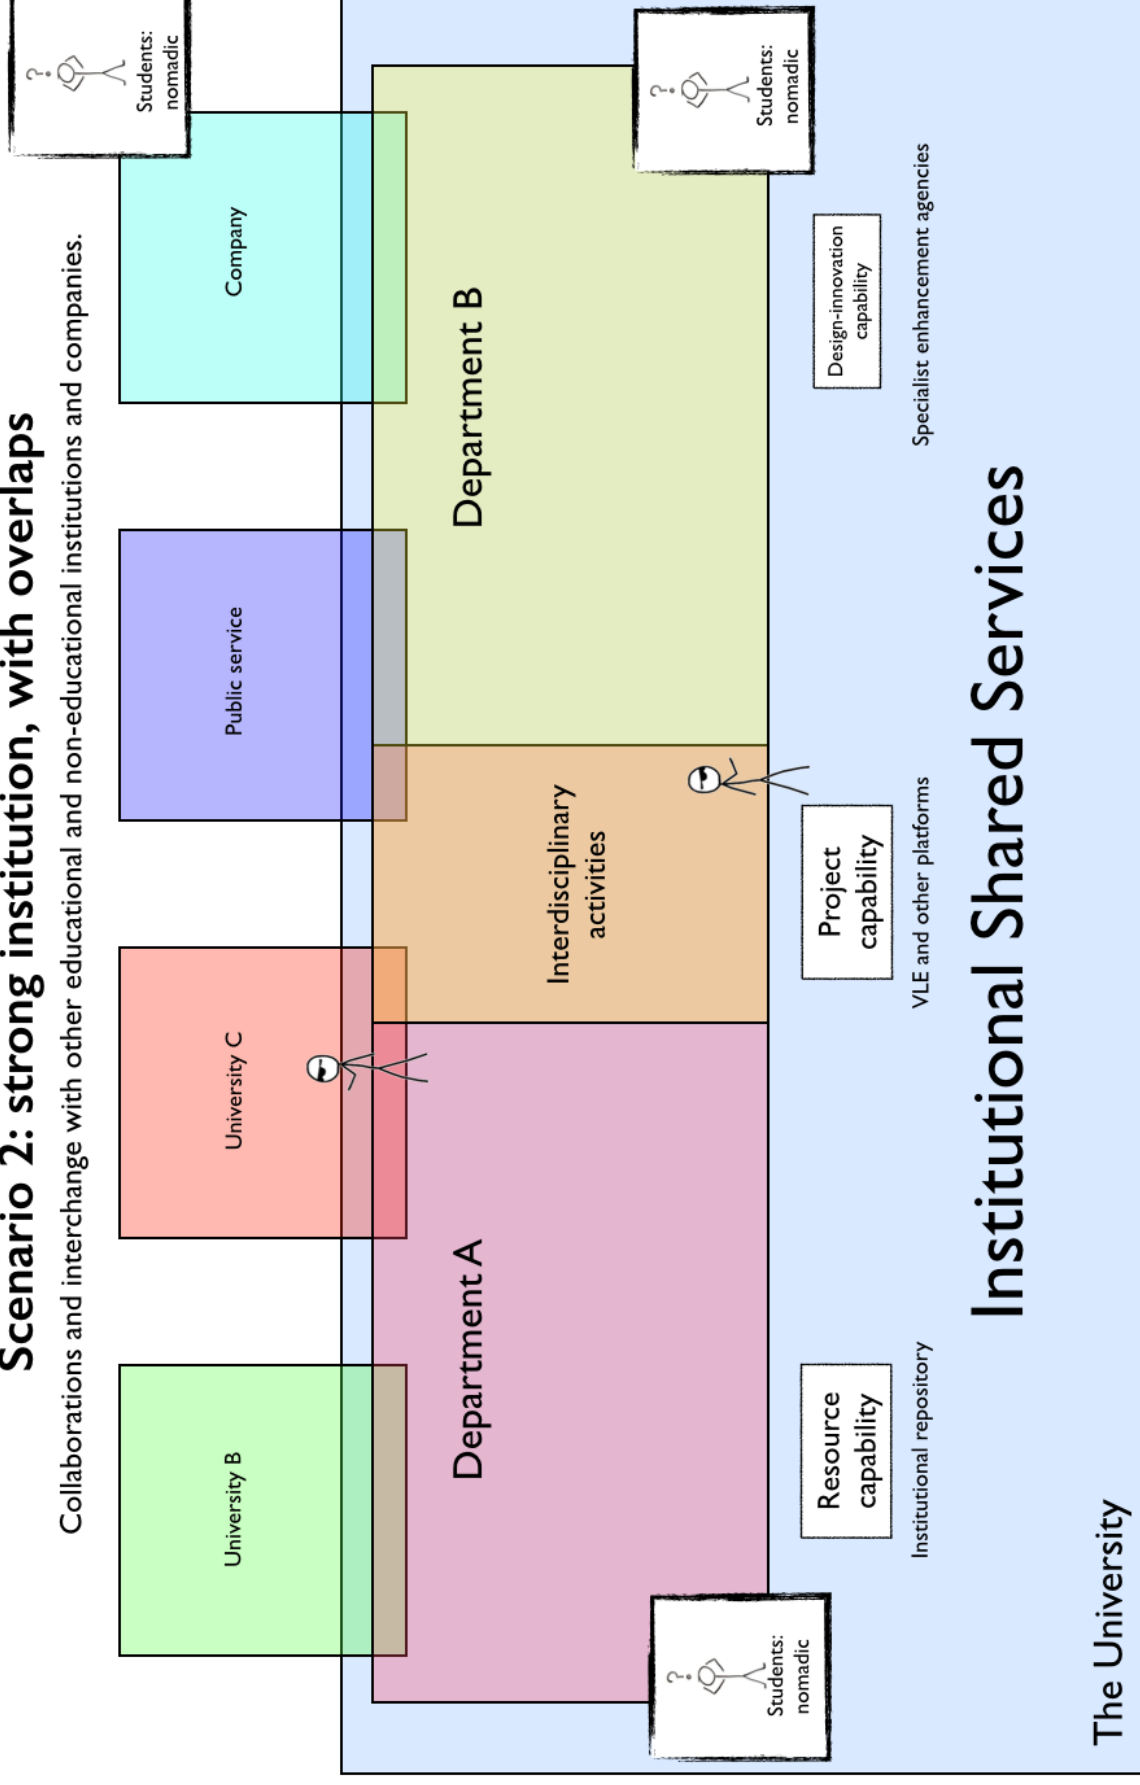 Scenario 2: strong institution, with overlaps
Collaborations and interchange with other educational and non-educational institutions and companies.
?
Students:
nomadic
University B
University C
Public service
Company
Department A
Interdisciplinary
activities
Department B
?
Students:
nomadic
?
Students:
nomadic
Resource
capability
Institutional repository
Project
capability
VLE and other platforms
Design-innovation
capability
Specialist enhancement agencies
Institutional Shared Services
The University